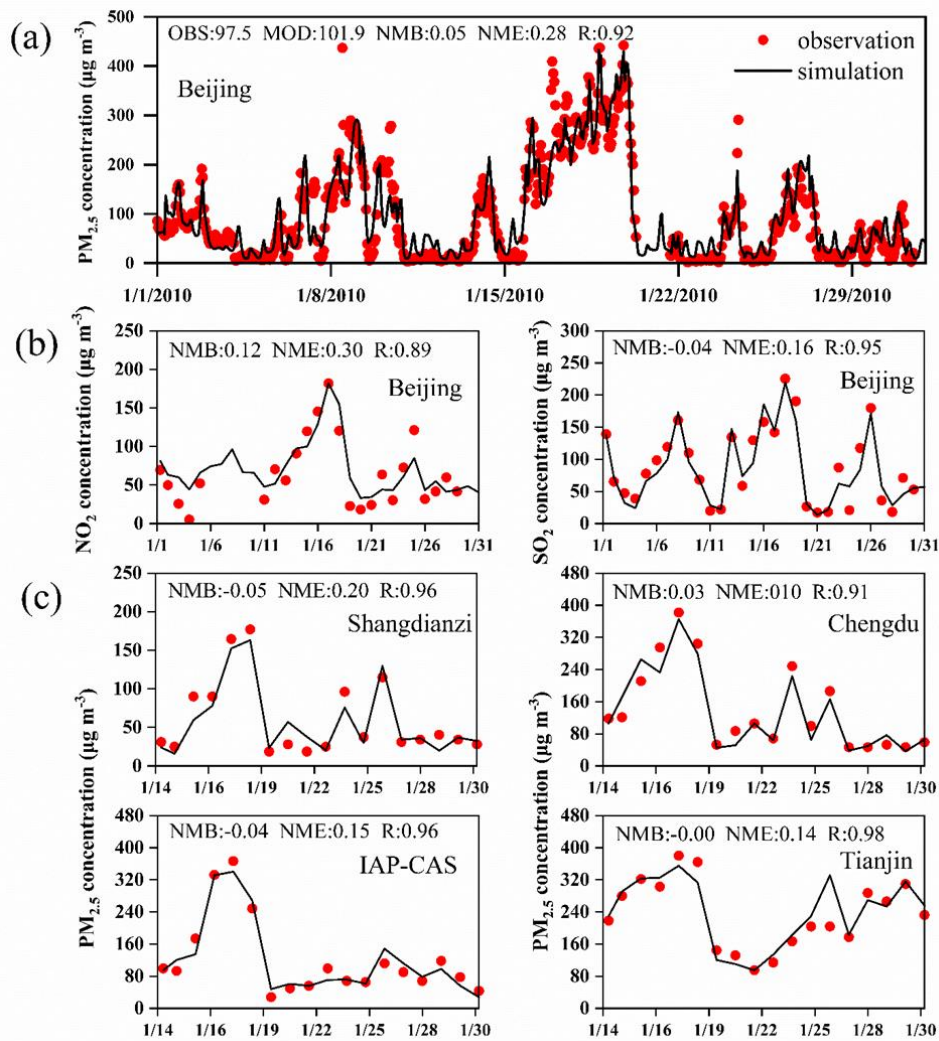 (a)
OBS:97.5 MOD:101.9 NMB:0.05 NME:0.28 R:0.92
Beijing
observation
simulation
PM2.5 concentration (µg m⁻³)
500
400
300
200
100
0
1/1/2010 1/8/2010 1/15/2010 1/22/2010 1/29/2010
(b)
NMB:0.12 NME:0.30 R:0.89
Beijing
NO2 concentration (µg m⁻³)
250
200
150
100
50
0
1/1 1/6 1/11 1/16 1/21 1/26 1/31
NMB:-0.04 NME:0.16 R:0.95
Beijing
SO2 concentration (µg m⁻³)
300
250
200
150
100
50
0
1/1 1/6 1/11 1/16 1/21 1/26 1/31
(c)
NMB:-0.05 NME:0.20 R:0.96
Shangdianzi
PM2.5 concentration (µg m⁻³)
250
200
150
100
50
0
1/14 1/16 1/19 1/22 1/25 1/28 1/30
NMB:0.03 NME:010 R:0.91
Chengdu
PM2.5 concentration (µg m⁻³)
480
400
320
240
160
80
0
1/14 1/16 1/19 1/22 1/25 1/28 1/30
NMB:-0.04 NME:0.15 R:0.96
IAP-CAS
480
400
320
240
160
80
0
1/14 1/16 1/19 1/22 1/25 1/28 1/30
NMB:-0.00 NME:0.14 R:0.98
Tianjin
480
400
320
240
160
80
0
1/14 1/16 1/19 1/22 1/25 1/28 1/30